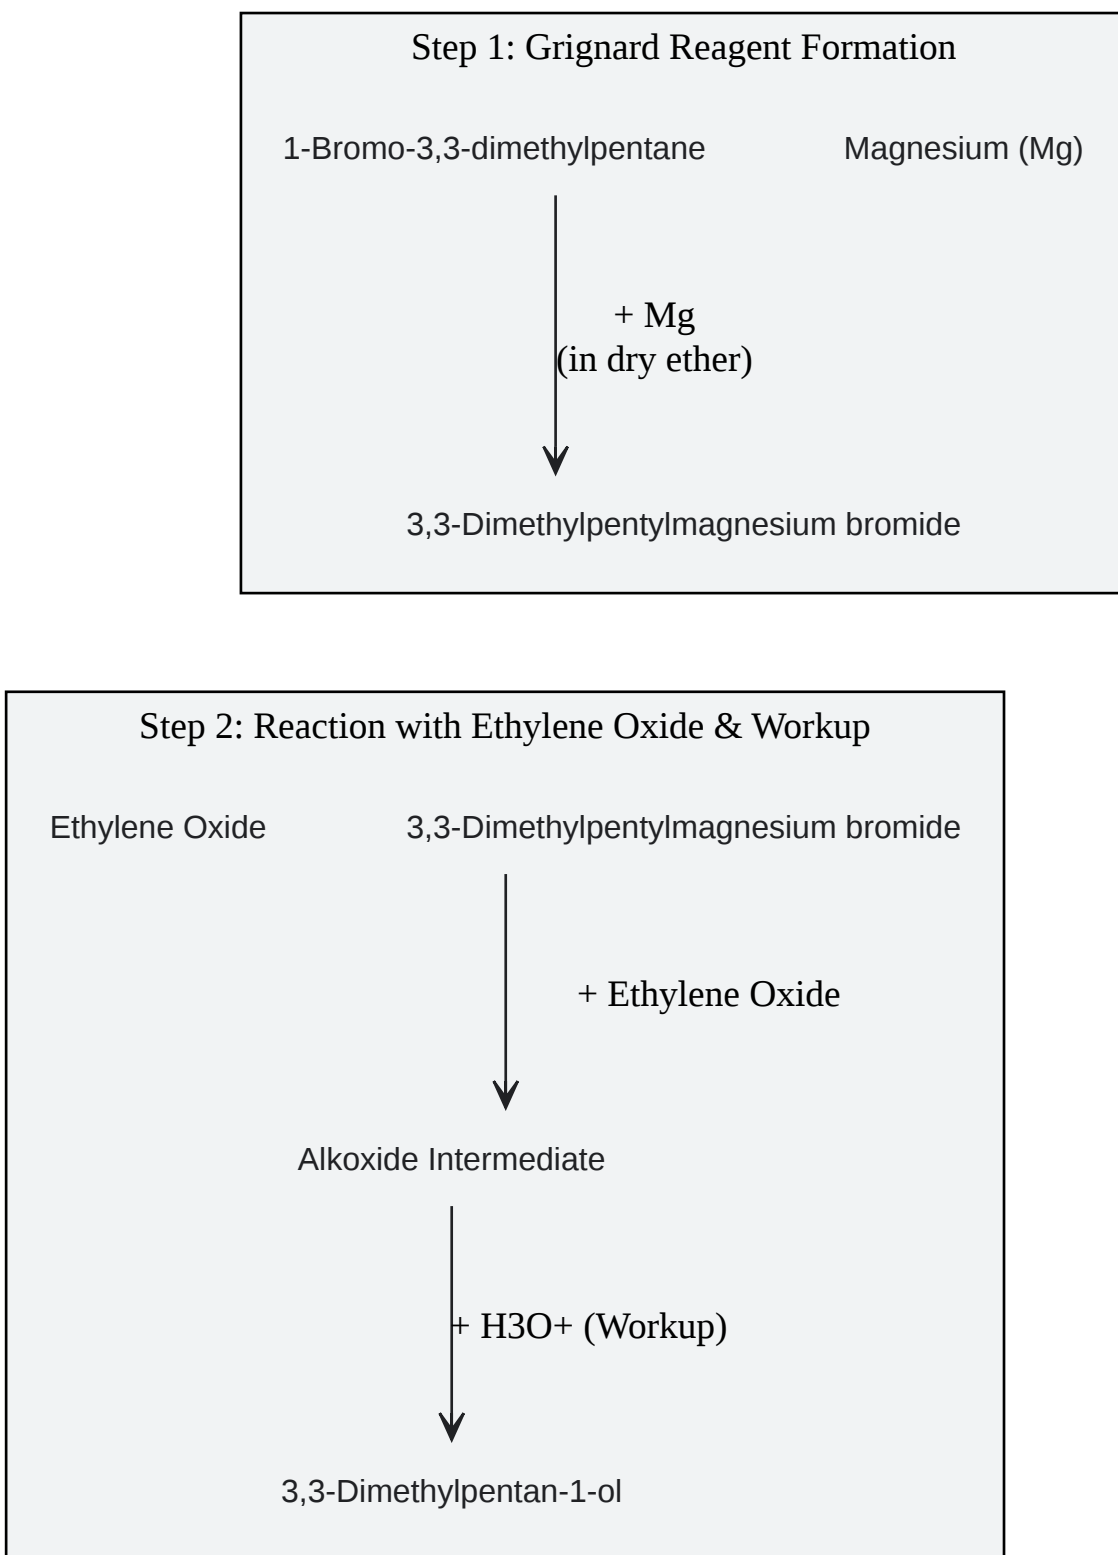 Step 1: Grignard Reagent Formation
1-Bromo-3,3-dimethylpentane
Magnesium (Mg)
+ Mg
(in dry ether)
3,3-Dimethylpentylmagnesium bromide
Step 2: Reaction with Ethylene Oxide & Workup
Ethylene Oxide
3,3-Dimethylpentylmagnesium bromide
+ Ethylene Oxide
Alkoxide Intermediate
+ H3O+ (Workup)
3,3-Dimethylpentan-1-ol